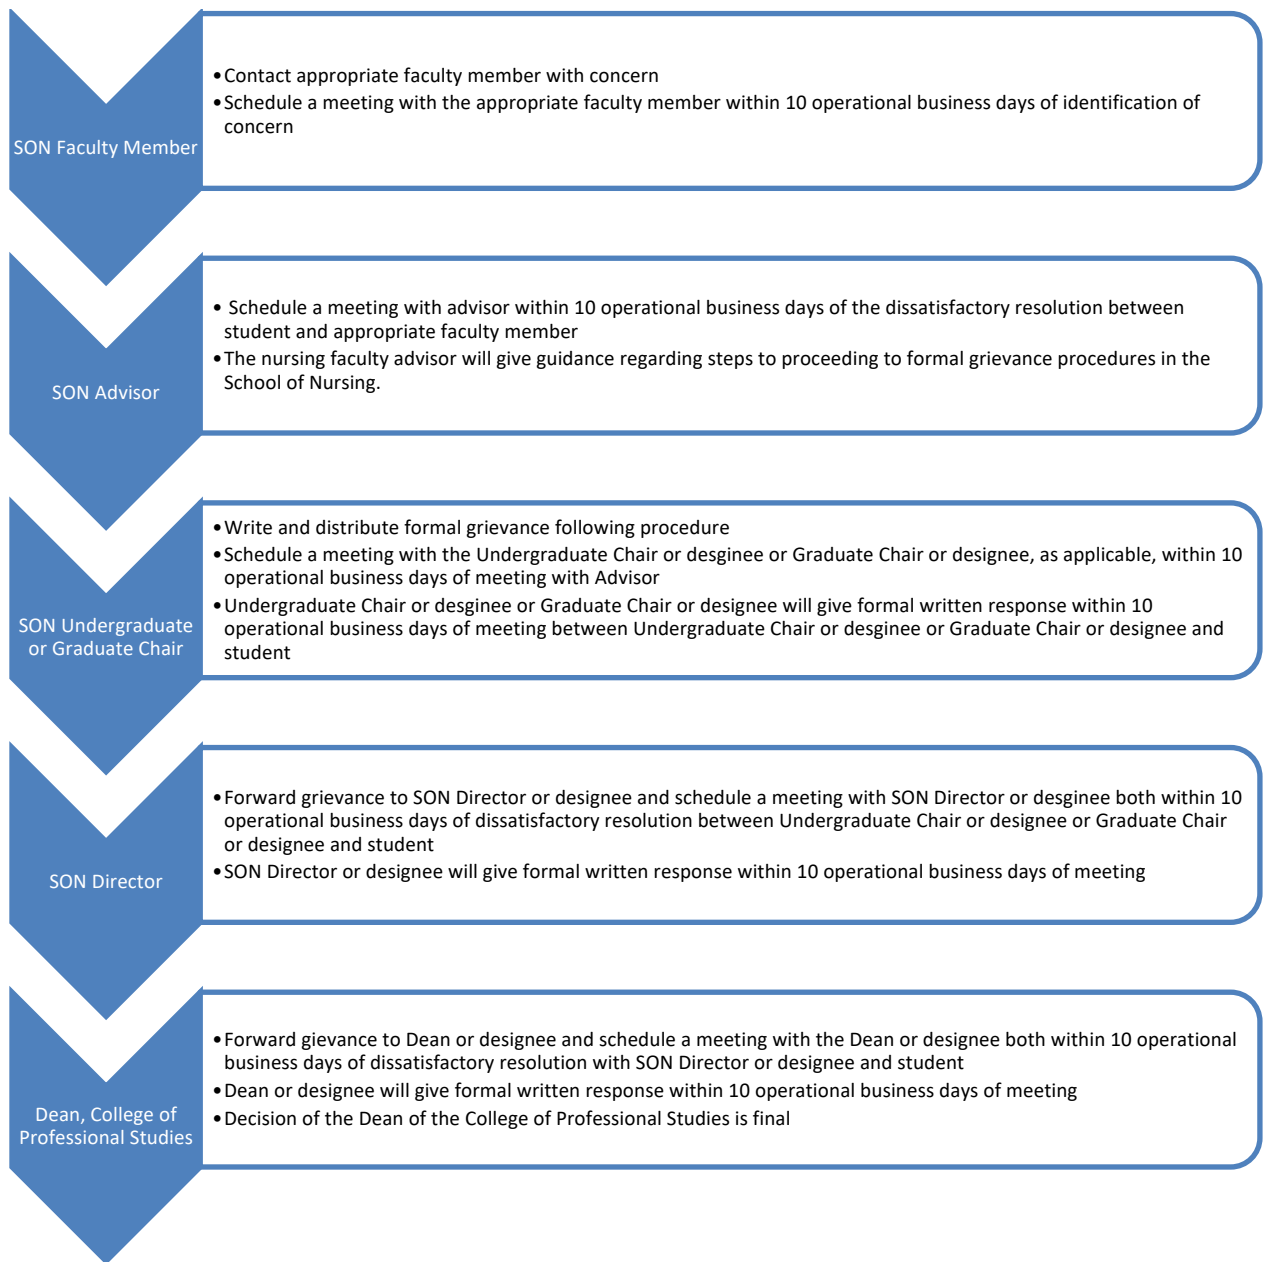 SON Faculty Member
•Contact appropriate faculty member with concern
•Schedule a meeting with the appropriate faculty member within 10 operational business days of identification of
concern
SON Advisor
• Schedule a meeting with advisor within 10 operational business days of the dissatisfactory resolution between
student and appropriate faculty member
•The nursing faculty advisor will give guidance regarding steps to proceeding to formal grievance procedures in the
School of Nursing.
SON Undergraduate
or Graduate Chair
•Write and distribute formal grievance following procedure
•Schedule a meeting with the Undergraduate Chair or desginee or Graduate Chair or designee, as applicable, within 10
operational business days of meeting with Advisor
•Undergraduate Chair or desginee or Graduate Chair or designee will give formal written response within 10
operational business days of meeting between Undergraduate Chair or desginee or Graduate Chair or designee and
student
SON Director
•Forward grievance to SON Director or designee and schedule a meeting with SON Director or desginee both within 10
operational business days of dissatisfactory resolution between Undergraduate Chair or designee or Graduate Chair
or designee and student
•SON Director or designee will give formal written response within 10 operational business days of meeting
Dean, College of
Professional Studies
•Forward gievance to Dean or designee and schedule a meeting with the Dean or designee both within 10 operational
business days of dissatisfactory resolution with SON Director or designee and student
•Dean or designee will give formal written response within 10 operational business days of meeting
•Decision of the Dean of the College of Professional Studies is final